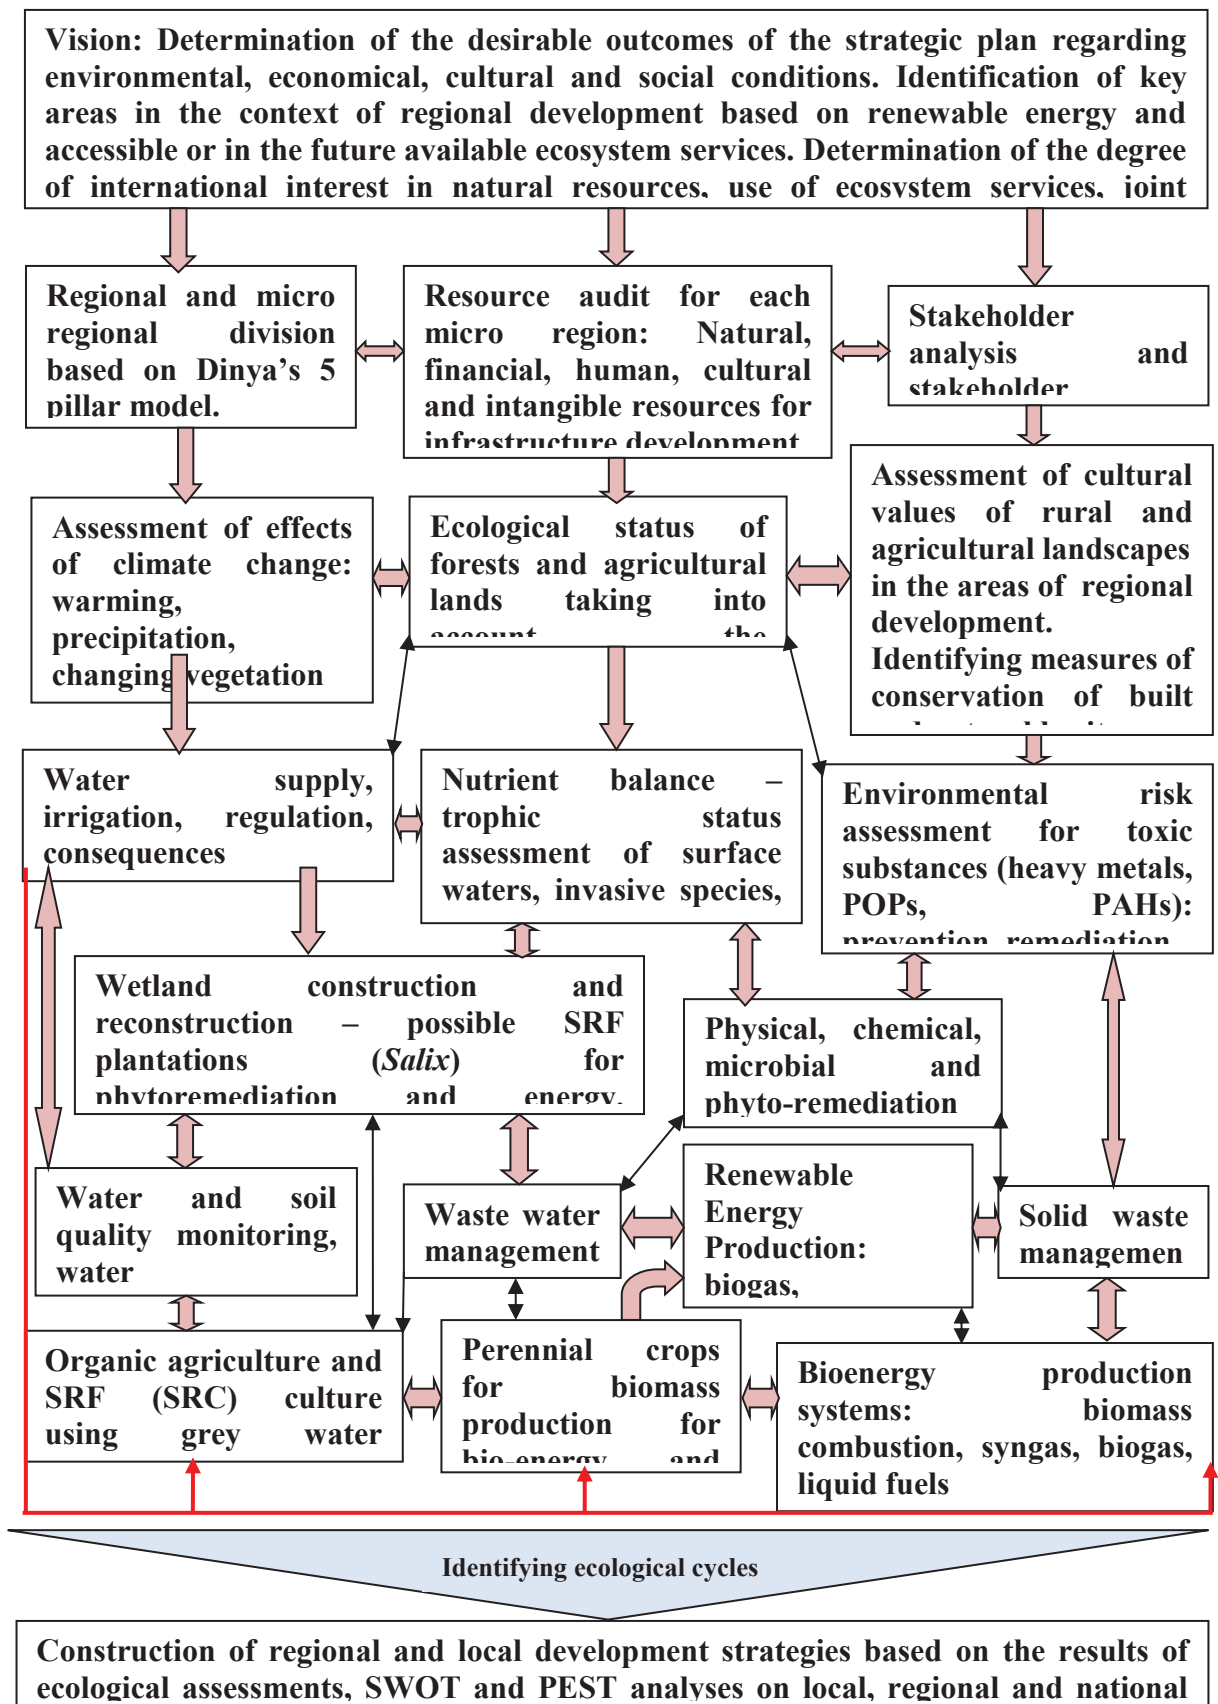 Vision: Determination of the desirable outcomes of the strategic plan regarding
environmental, economical, cultural and social conditions. Identification of key
areas in the context of regional development based on renewable energy and
accessible or in the future available ecosystem services. Determination of the degree
of international interest in natural resources, use of ecosystem services, joint
Regional and micro
regional division
based on Dinya's 5
pillar model.
Resource audit for each
micro region: Natural,
financial, human, cultural
and intangible resources for
infrastructure development
Stakeholder
analysis and
stakeholder
Assessment of effects
of climate change:
warming,
precipitation,
changing vegetation
Ecological status of
forests and agricultural
lands taking into
account the
Assessment of cultural
values of rural and
agricultural landscapes
in the areas of regional
development.
Identifying measures of
conservation of built
Water supply,
irrigation, regulation,
consequences
Nutrient balance –
trophic status
assessment of surface
waters, invasive species,
Environmental risk
assessment for toxic
substances (heavy metals,
POPs, PAHs):
prevention, remediation
Wetland construction and
reconstruction – possible SRF
plantations (Salix) for
phytoremediation and energy.
Physical, chemical,
microbial and
phyto-remediation
Water and soil
quality monitoring,
water
Waste water
management
Renewable
Energy
Production:
biogas,
Solid waste
managemen
Organic agriculture and
SRF (SRC) culture
using grey water
Perennial crops
for biomass
production for
bio-energy and
Bioenergy production
systems: biomass
combustion, syngas, biogas,
liquid fuels
Identifying ecological cycles
Construction of regional and local development strategies based on the results of
ecological assessments, SWOT and PEST analyses on local, regional and national